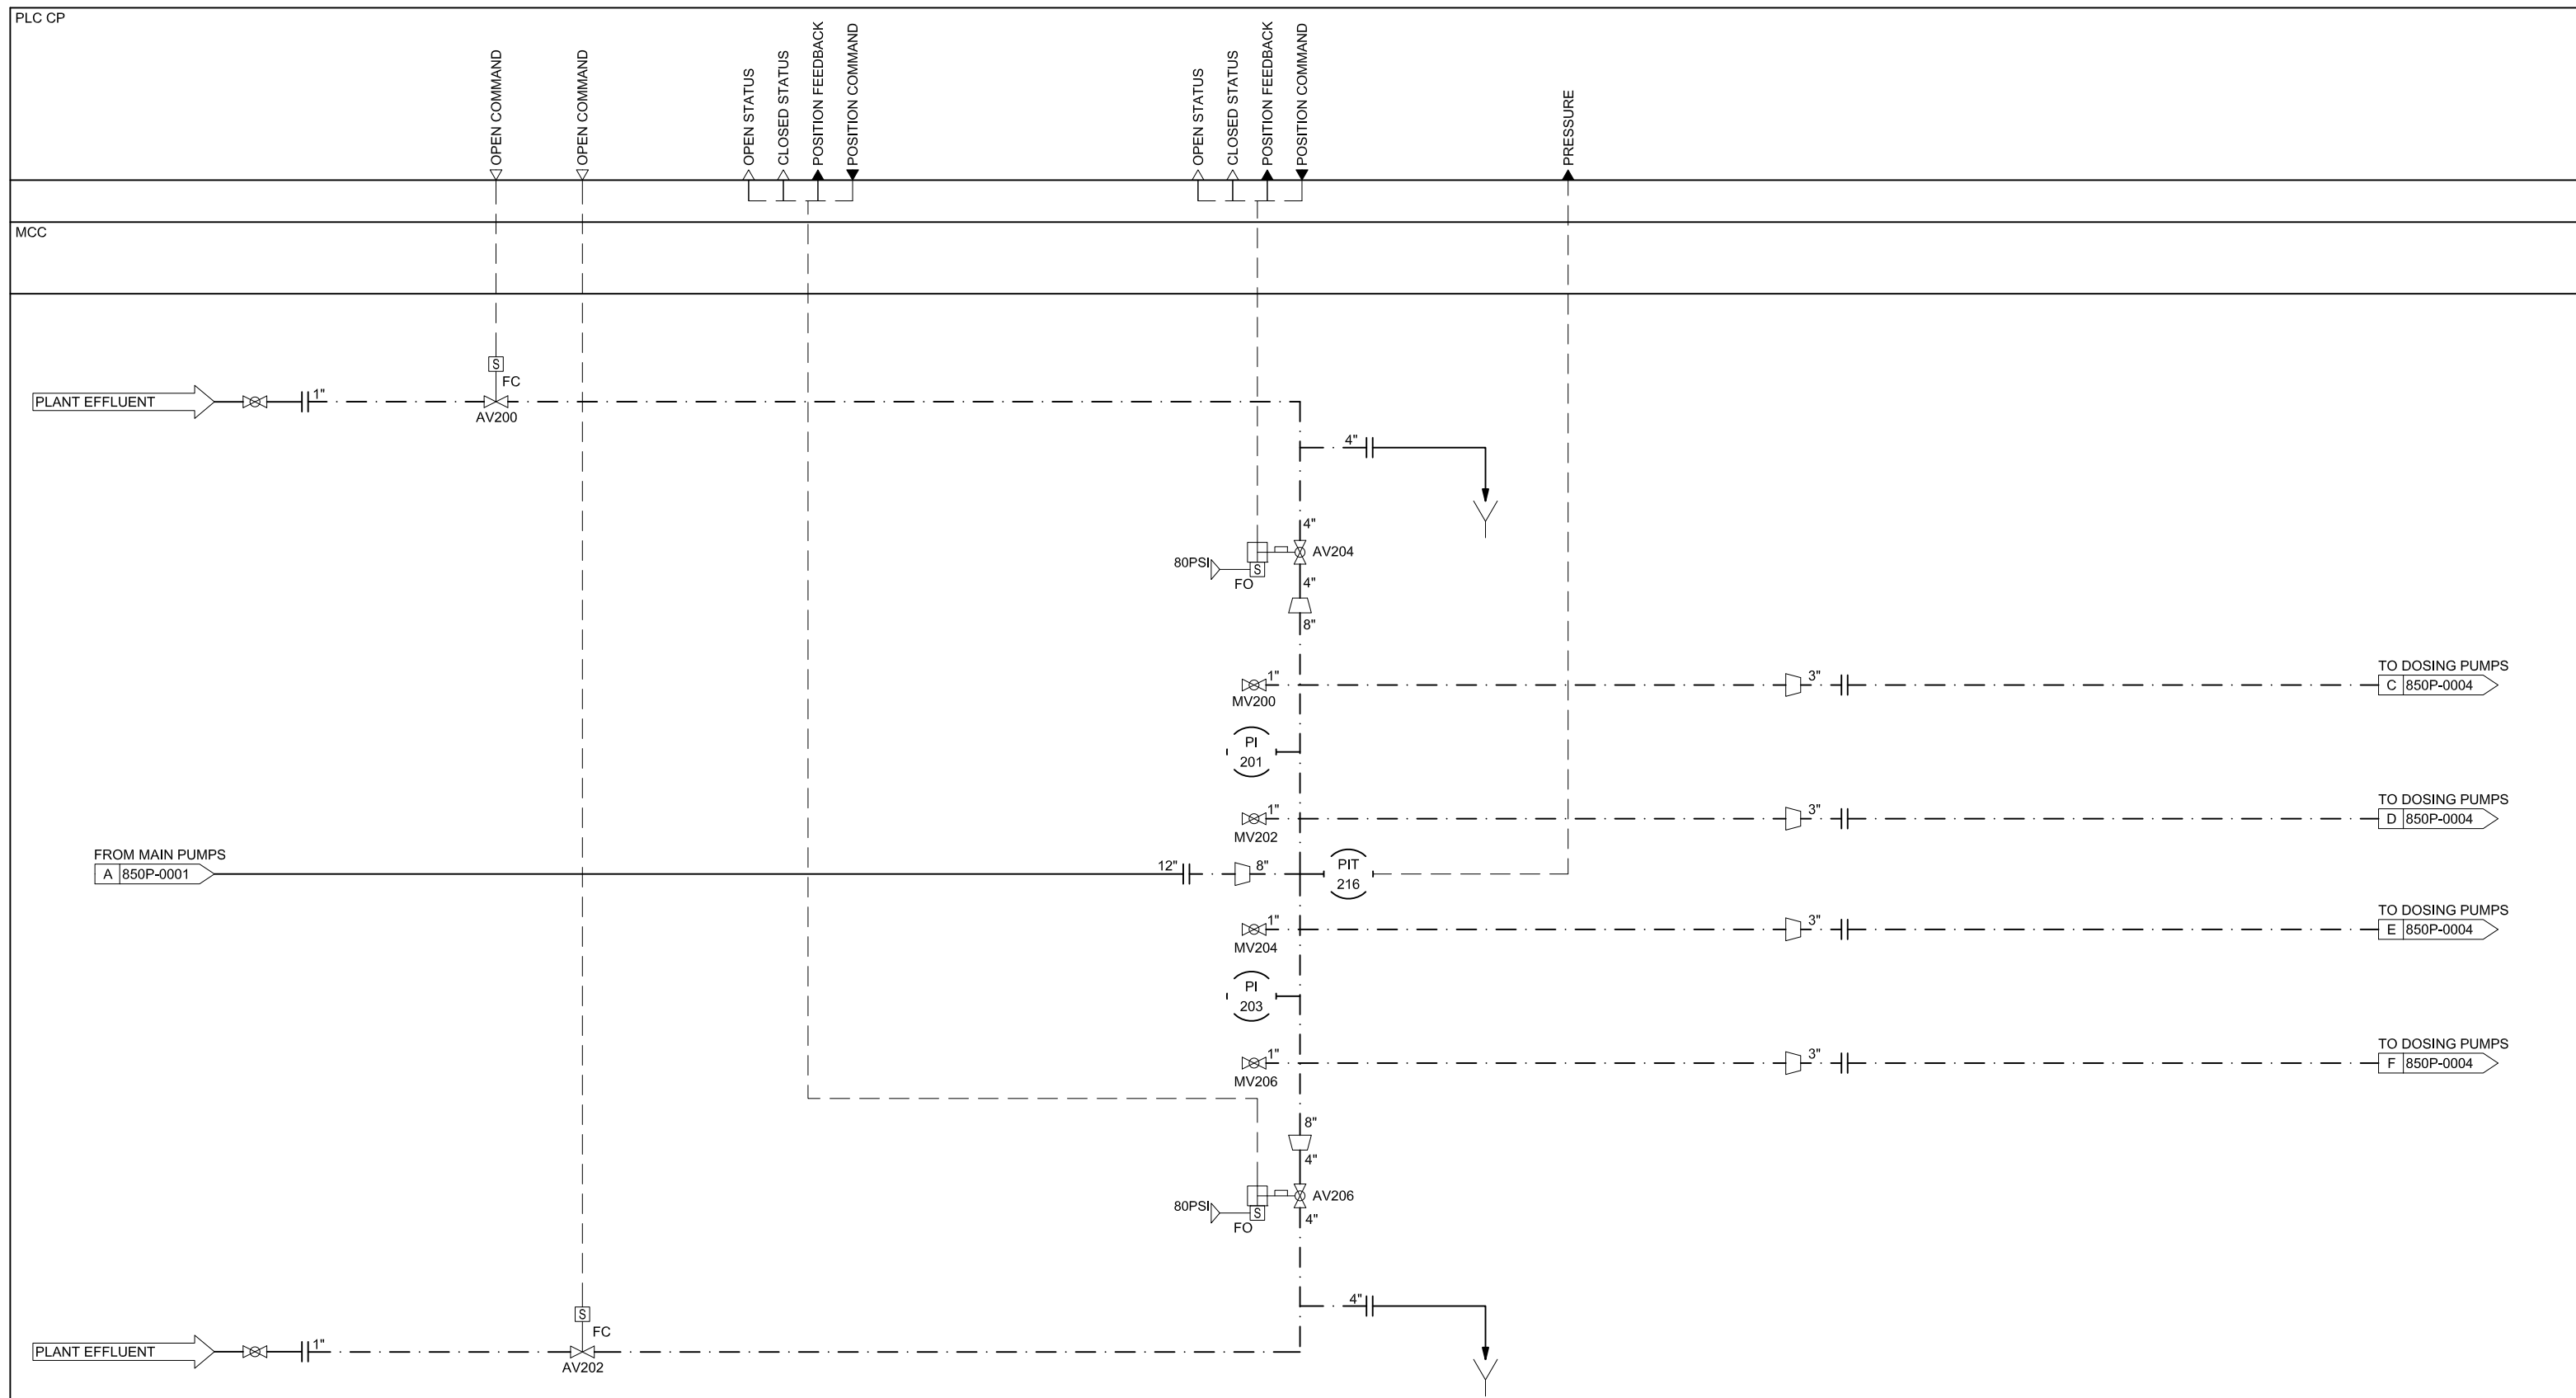 PLC CP
OPEN COMMAND
OPEN COMMAND
OPEN STATUS
CLOSED STATUS
POSITION FEEDBACK
POSITION COMMAND
OPEN STATUS
CLOSED STATUS
POSITION FEEDBACK
POSITION COMMAND
PRESSURE
MCC
S
FC
PLANT EFFLUENT
1"
AV200
4"
4"
AV204
80PSI
S
FO
4"
8"
TO DOSING PUMPS
1"
3"
C 850P-0004
MV200
PI
201
TO DOSING PUMPS
1"
3"
D 850P-0004
MV202
FROM MAIN PUMPS
A 850P-0001
12"
8"
PIT
216
TO DOSING PUMPS
1"
3"
E 850P-0004
MV204
PI
203
TO DOSING PUMPS
1"
3"
F 850P-0004
MV206
8"
4"
AV206
80PSI
S
FO
4"
4"
S
FC
PLANT EFFLUENT
1"
AV202